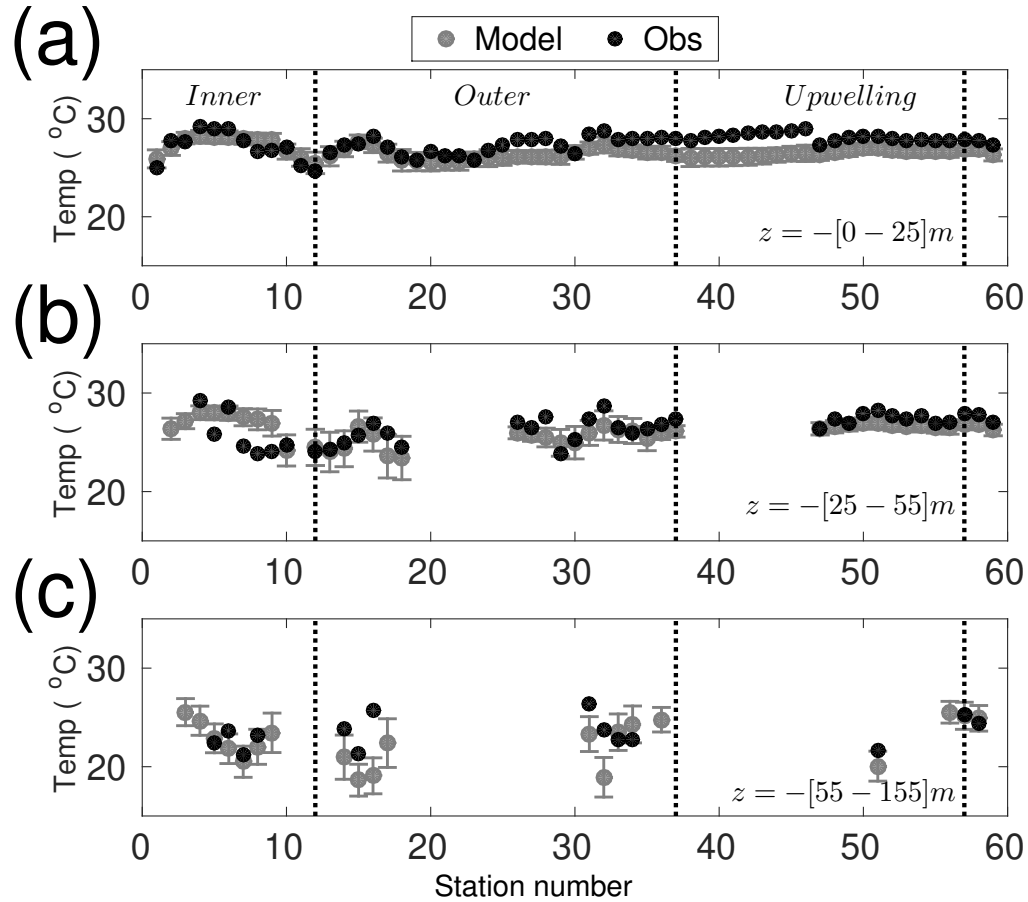 (a)
Model Obs
Inner Outer Upwelling
Temp ( °C)
30
20
z = −[0 − 25]m
0 10 20 30 40 50 60
(b)
Temp ( °C)
30
20
z = −[25 − 55]m
0 10 20 30 40 50 60
(c)
Temp ( °C)
30
20
z = −[55 − 155]m
0 10 20 30 40 50 60
Station number